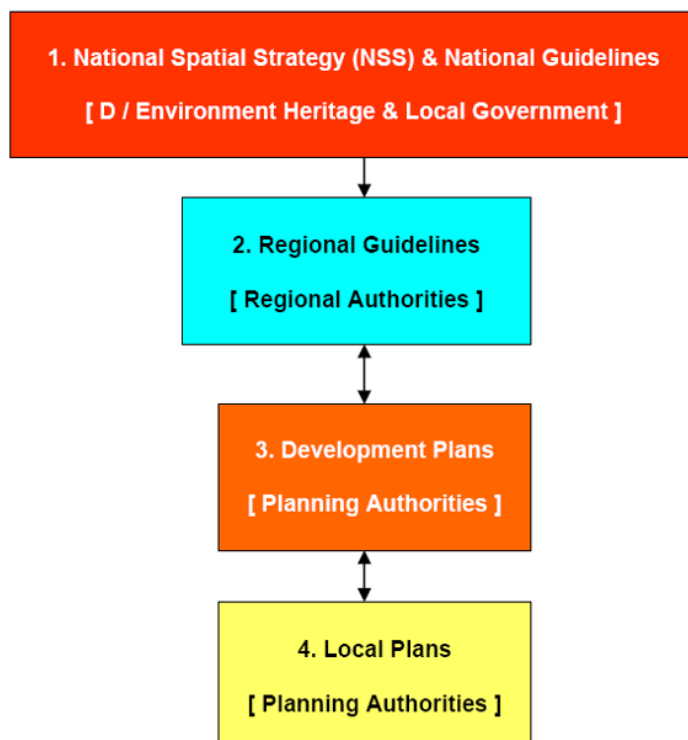 1. National Spatial Strategy (NSS) & National Guidelines
[ D / Environment Heritage & Local Government ]
2. Regional Guidelines
[ Regional Authorities ]
3. Development Plans
[ Planning Authorities ]
4. Local Plans
[ Planning Authorities ]